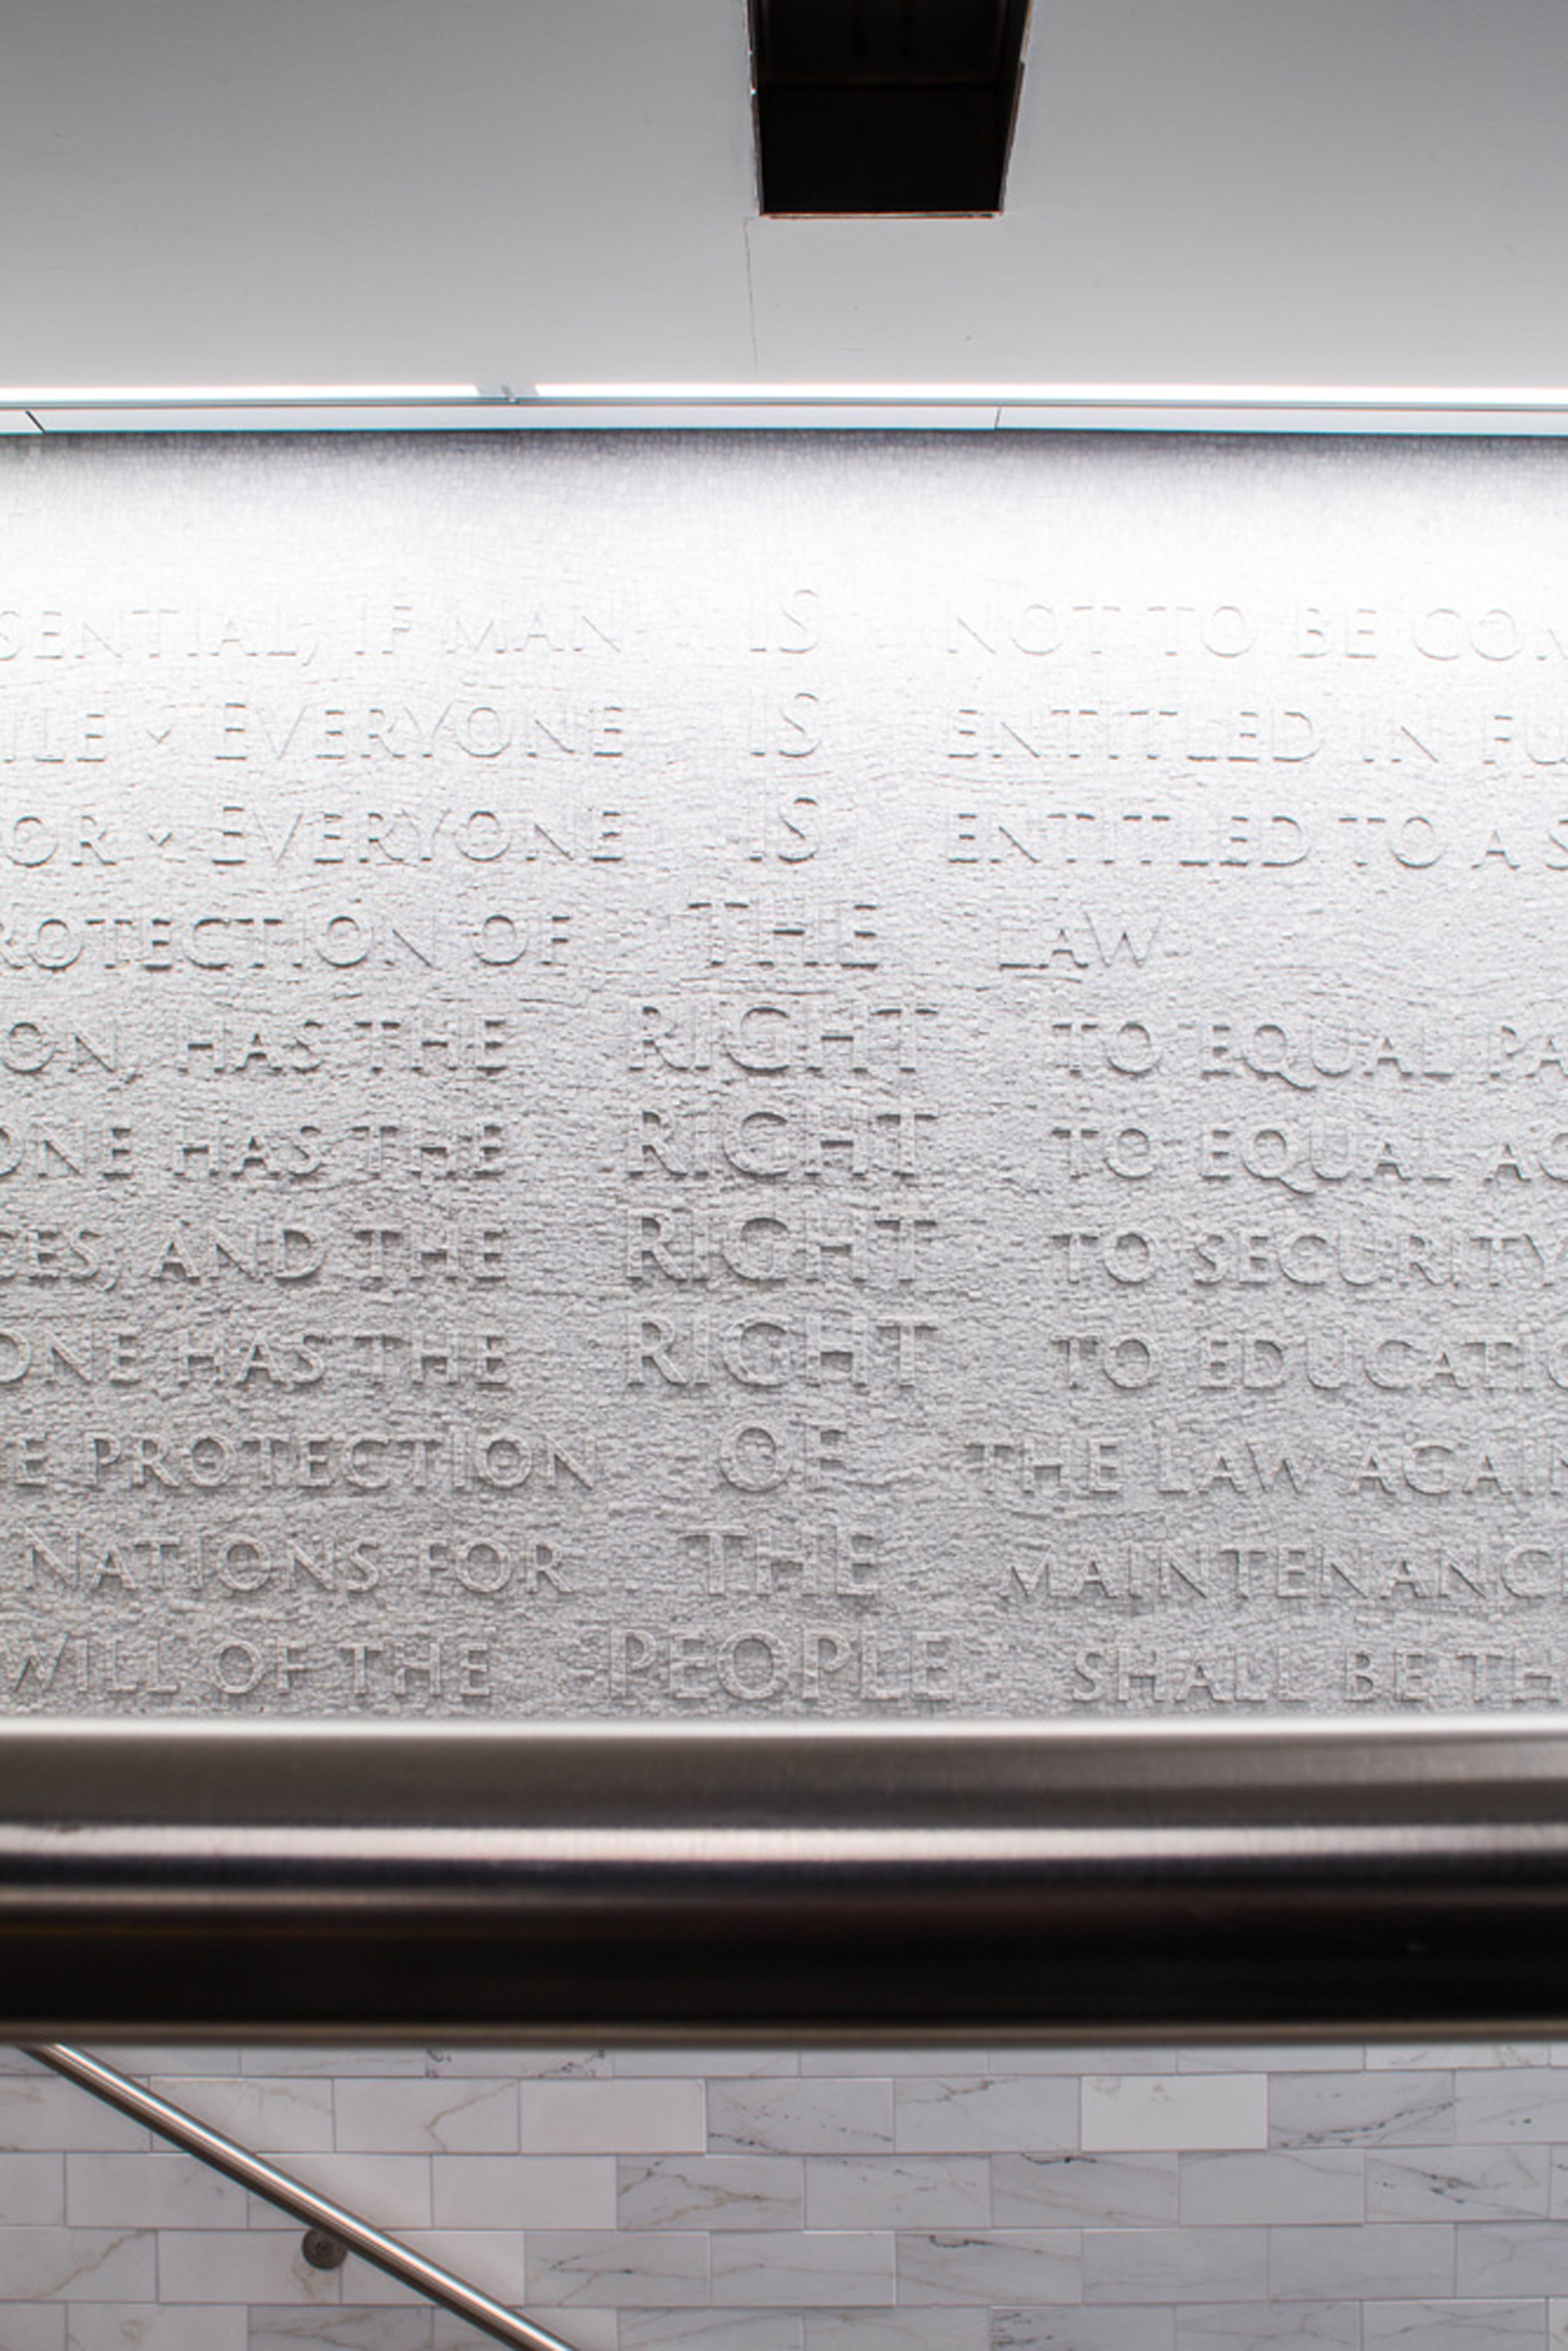 SENTIAL, IF MAN IS NOT TO BE COM
ILE EVERYONE IS ENTITLED IN FU
OR EVERYONE IS ENTITLED TO A S
ROTECTION OF THE LAW
ON, HAS THE RIGHT TO EQUAL PA
ONE HAS THE RIGHT TO EQUAL AC
ES, AND THE RIGHT TO SECURITY
ONE HAS THE RIGHT TO EDUCATIO
E PROTECTION OF THE LAW AGAIN
NATIONS FOR THE MAINTENANC
WILL OF THE PEOPLE SHALL BE TH